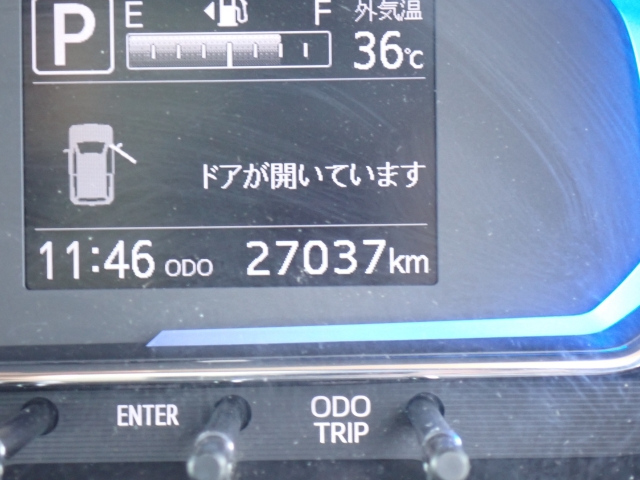 P E F 外気温
36℃
ドアが開いています
11:46 ODO 27037km
ENTER ODO
TRIP